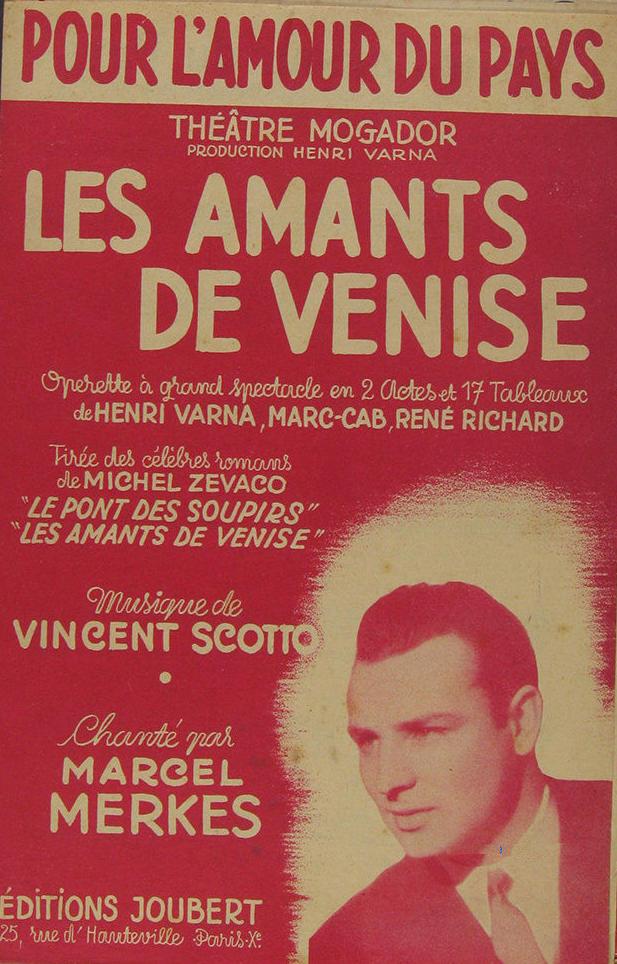 POUR L'AMOUR DU PAYS
THÉÂTRE MOGADOR
PRODUCTION HENRI VARNA
LES AMANTS
DE VENISE
Operette à grand spectacle en 2 Actes et 17 Tableaux
de HENRI VARNA, MARC-CAB, RENÉ RICHARD
Tirée des célèbres romans
de MICHEL ZEVACO
"LE PONT DES SOUPIRS"
"LES AMANTS DE VENISE"
Musique de
VINCENT SCOTTO
Chanté par
MARCEL
MERKES
ÉDITIONS JOUBERT
25, rue d'Hauteville - Paris-Xe